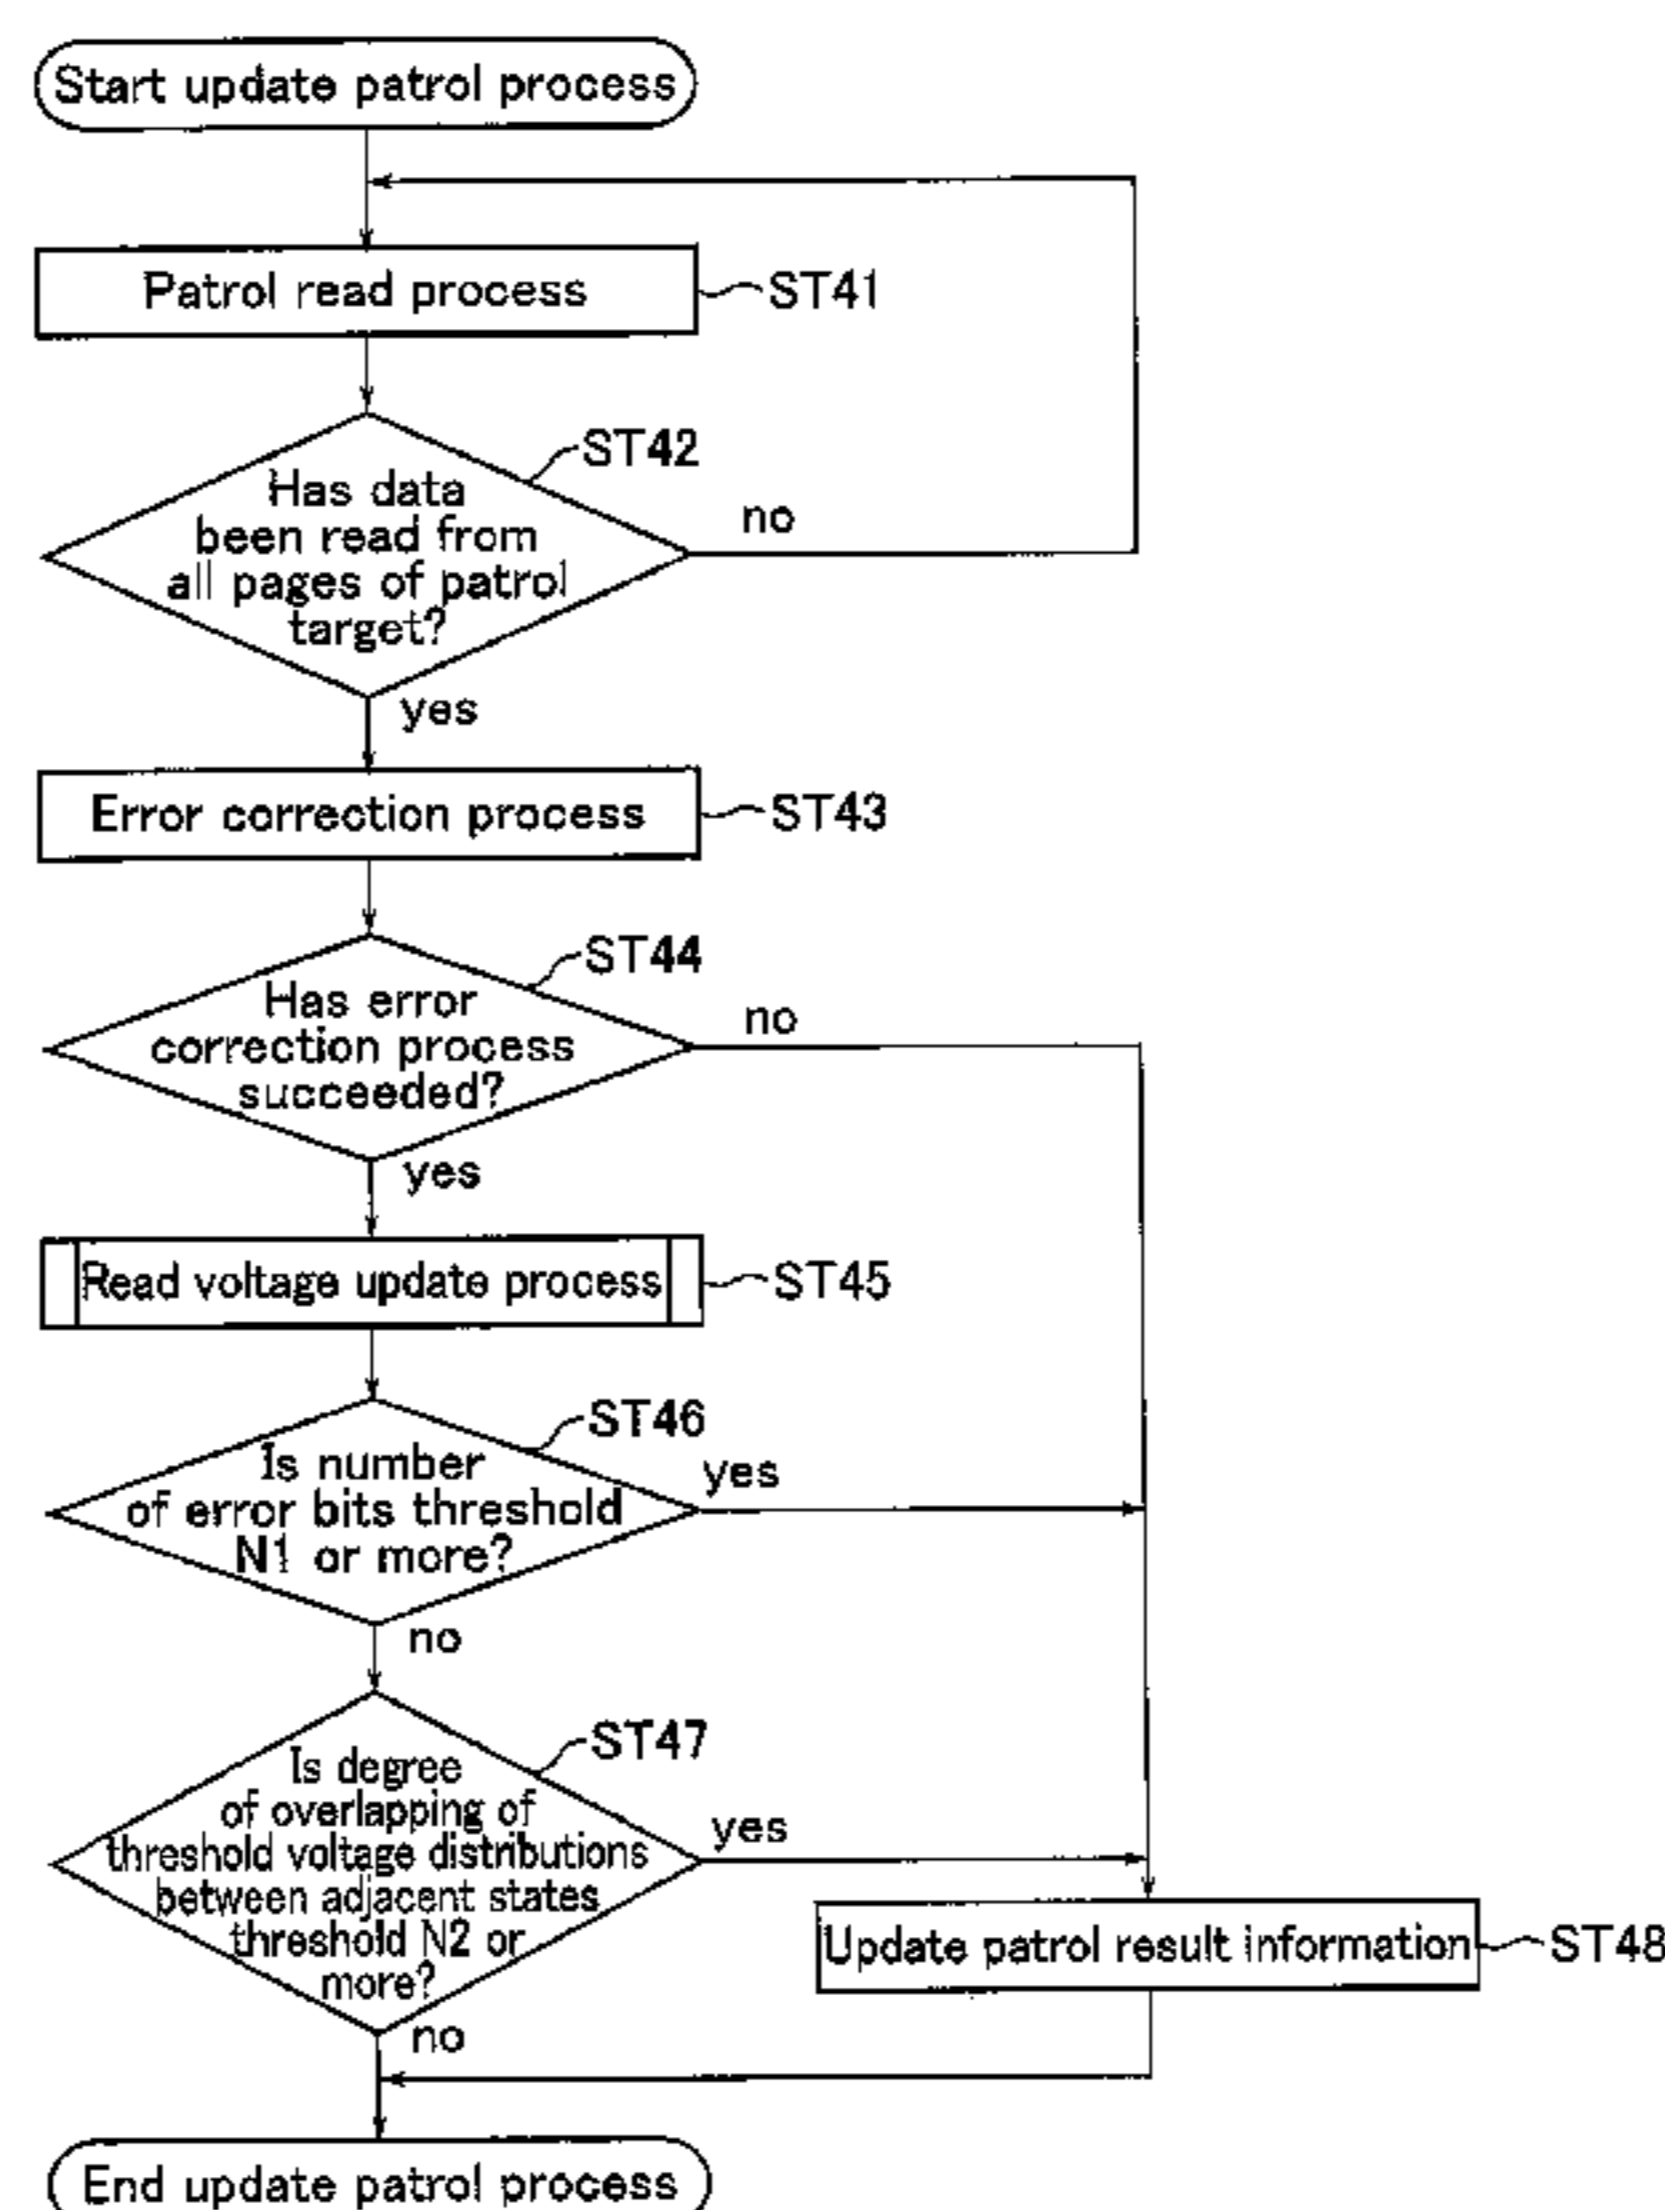 Start update patrol process
Patrol read process
ST41
ST42
Has data
been read from
all pages of patrol
target?
no
yes
Error correction process
ST43
ST44
Has error
correction process
succeeded?
no
yes
Read voltage update process
ST45
ST46
Is number
of error bits threshold
N1 or more?
yes
no
ST47
Is degree
of overlapping of
threshold voltage distributions
between adjacent states
threshold N2 or
more?
yes
Update patrol result information
ST48
no
End update patrol process